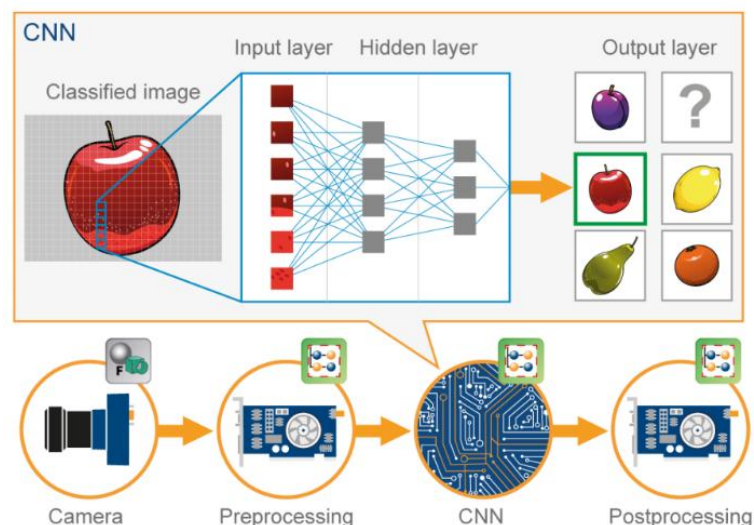 CNN
Input layer Hidden layer Output layer
Classified image
?
F
Camera Preprocessing CNN Postprocessing